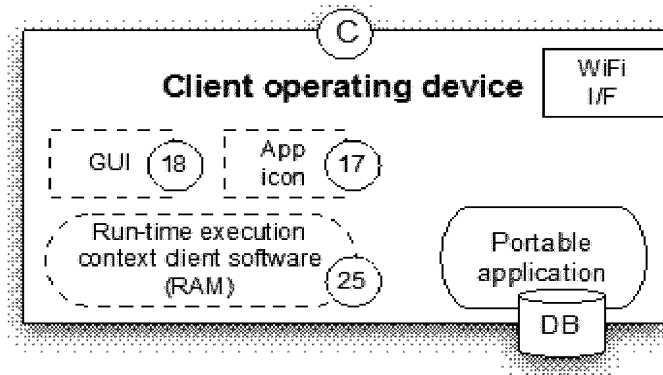 C
Client operating device
WiFi
I/F
GUI
18
App
icon
17
Run-time execution
context client software
(RAM)
25
Portable
application
DB